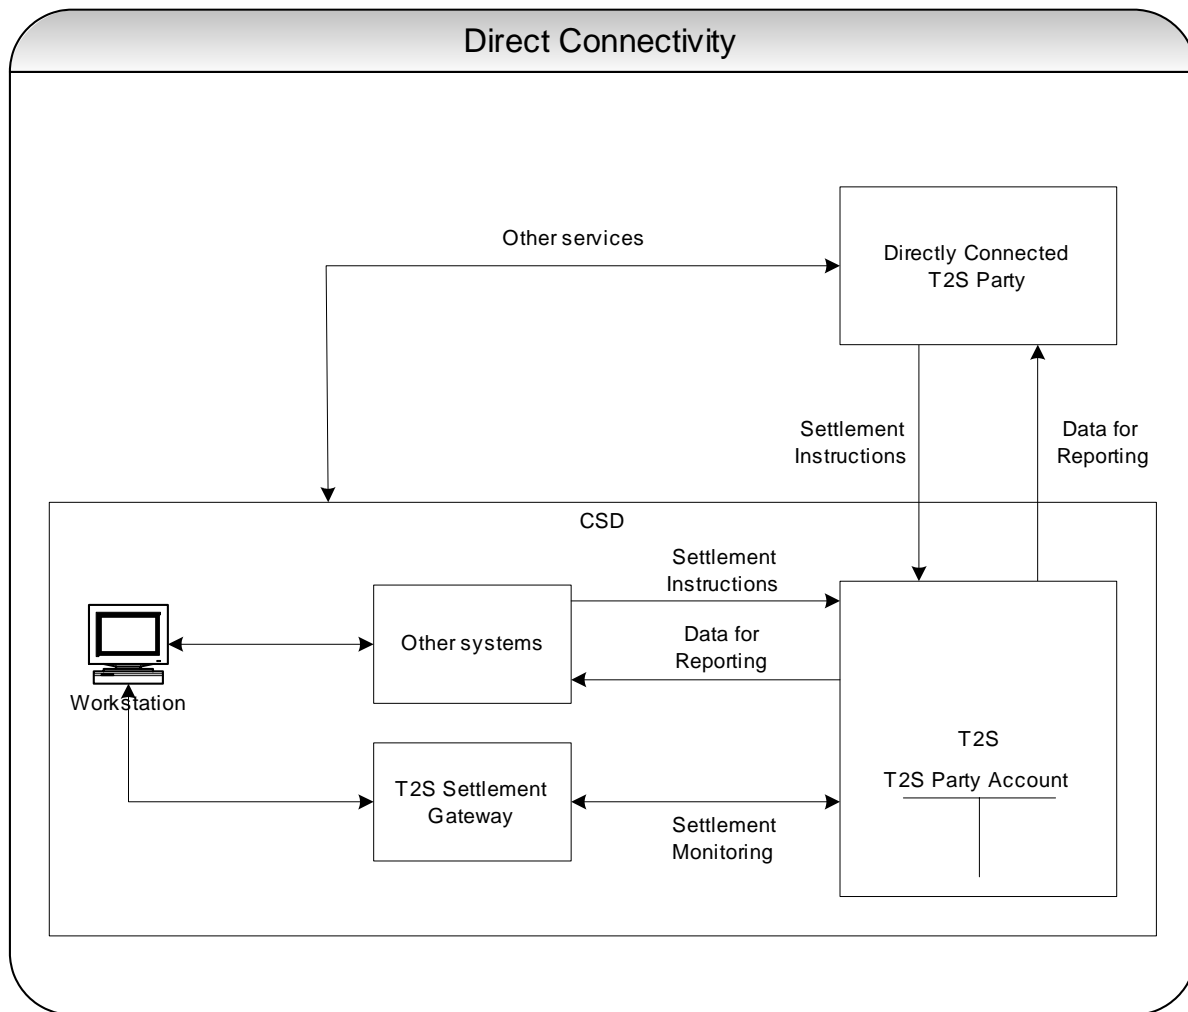 Direct Connectivity
Other services
Directly Connected
T2S Party
Settlement
Instructions
Data for
Reporting
CSD
Settlement
Instructions
Other systems
Data for
Reporting
Workstation
T2S Settlement
Gateway
Settlement
Monitoring
T2S
T2S Party Account